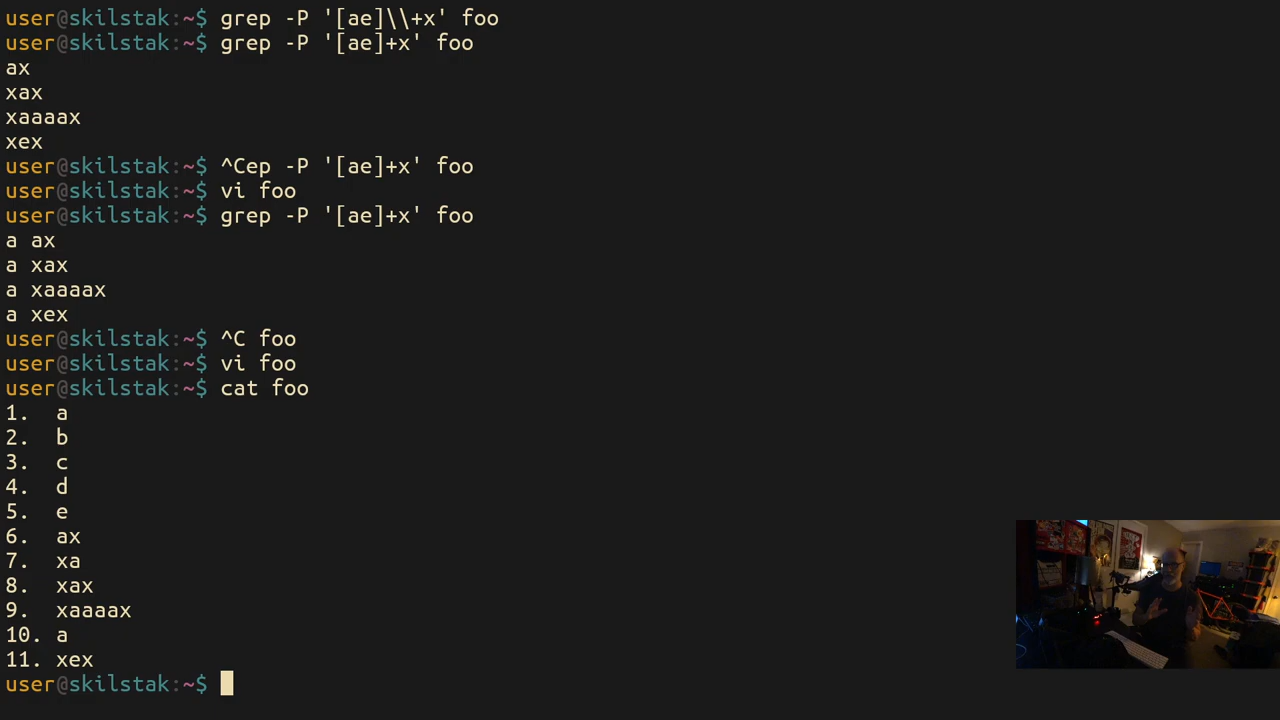 user@skilstak:~$ grep -P '[ae]\\+x' foo
user@skilstak:~$ grep -P '[ae]+x' foo
ax
xax
xaaaax
xex
user@skilstak:~$ ^Cep -P '[ae]+x' foo
user@skilstak:~$ vi foo
user@skilstak:~$ grep -P '[ae]+x' foo
a ax
a xax
a xaaaax
a xex
user@skilstak:~$ ^C foo
user@skilstak:~$ vi foo
user@skilstak:~$ cat foo
1.  a
2.  b
3.  c
4.  d
5.  e
6.  ax
7.  xa
8.  xax
9.  xaaaax
10. a
11. xex
user@skilstak:~$